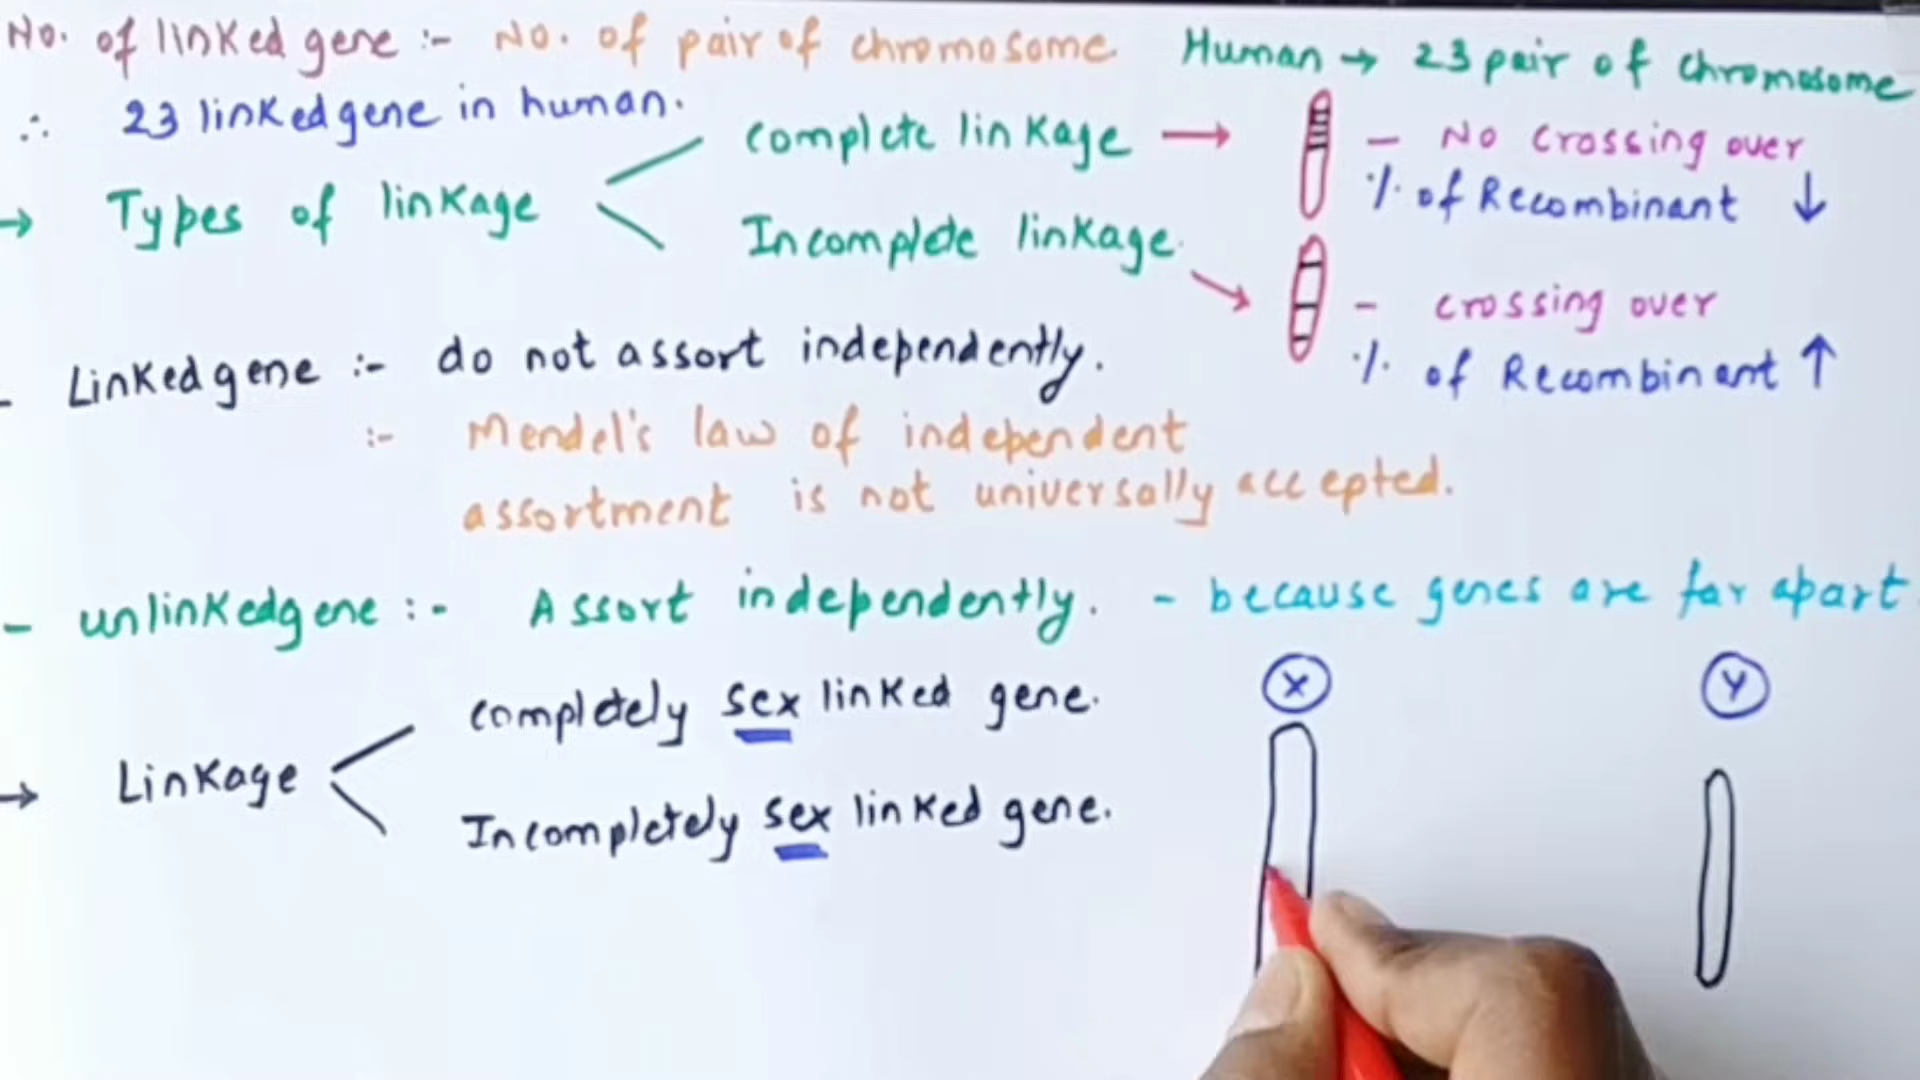 No. of linked gene :- No. of pair of chromosome Human → 23 pair of chromosome
∴ 23 linked gene in human.
→ Types of linkage
complete linkage → - No crossing over
% of Recombinant ↓
Incomplete linkage → - crossing over
% of Recombinant ↑
- Linked gene :- do not assort independently.
:- Mendel's law of independent
assortment is not universally accepted.
- unlinked gene :- Assort independently. - because genes are far apart
X Y
→ Linkage
completely sex linked gene.
Incompletely sex linked gene.